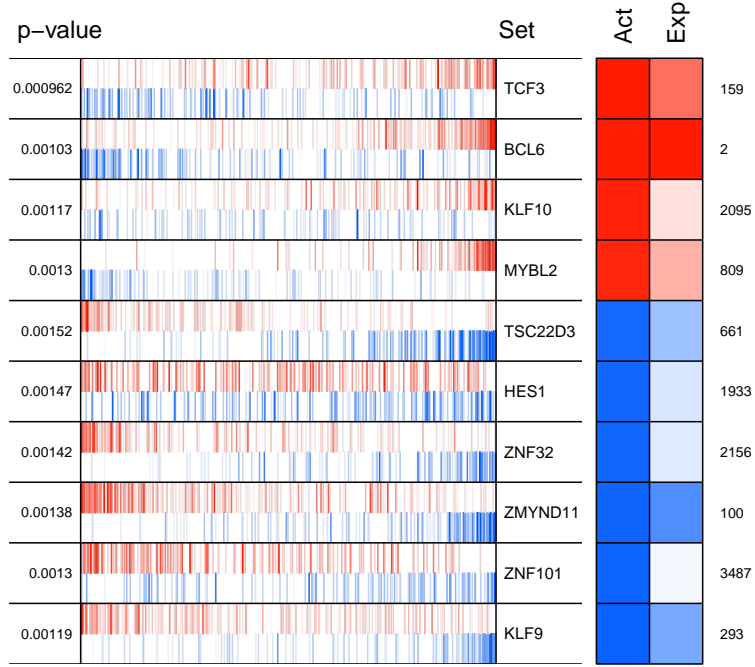 p−value Set Act Exp
0.000962 TCF3 159
0.00103 BCL6 2
0.00117 KLF10 2095
0.0013 MYBL2 809
0.00152 TSC22D3 661
0.00147 HES1 1933
0.00142 ZNF32 2156
0.00138 ZMYND11 100
0.0013 ZNF101 3487
0.00119 KLF9 293